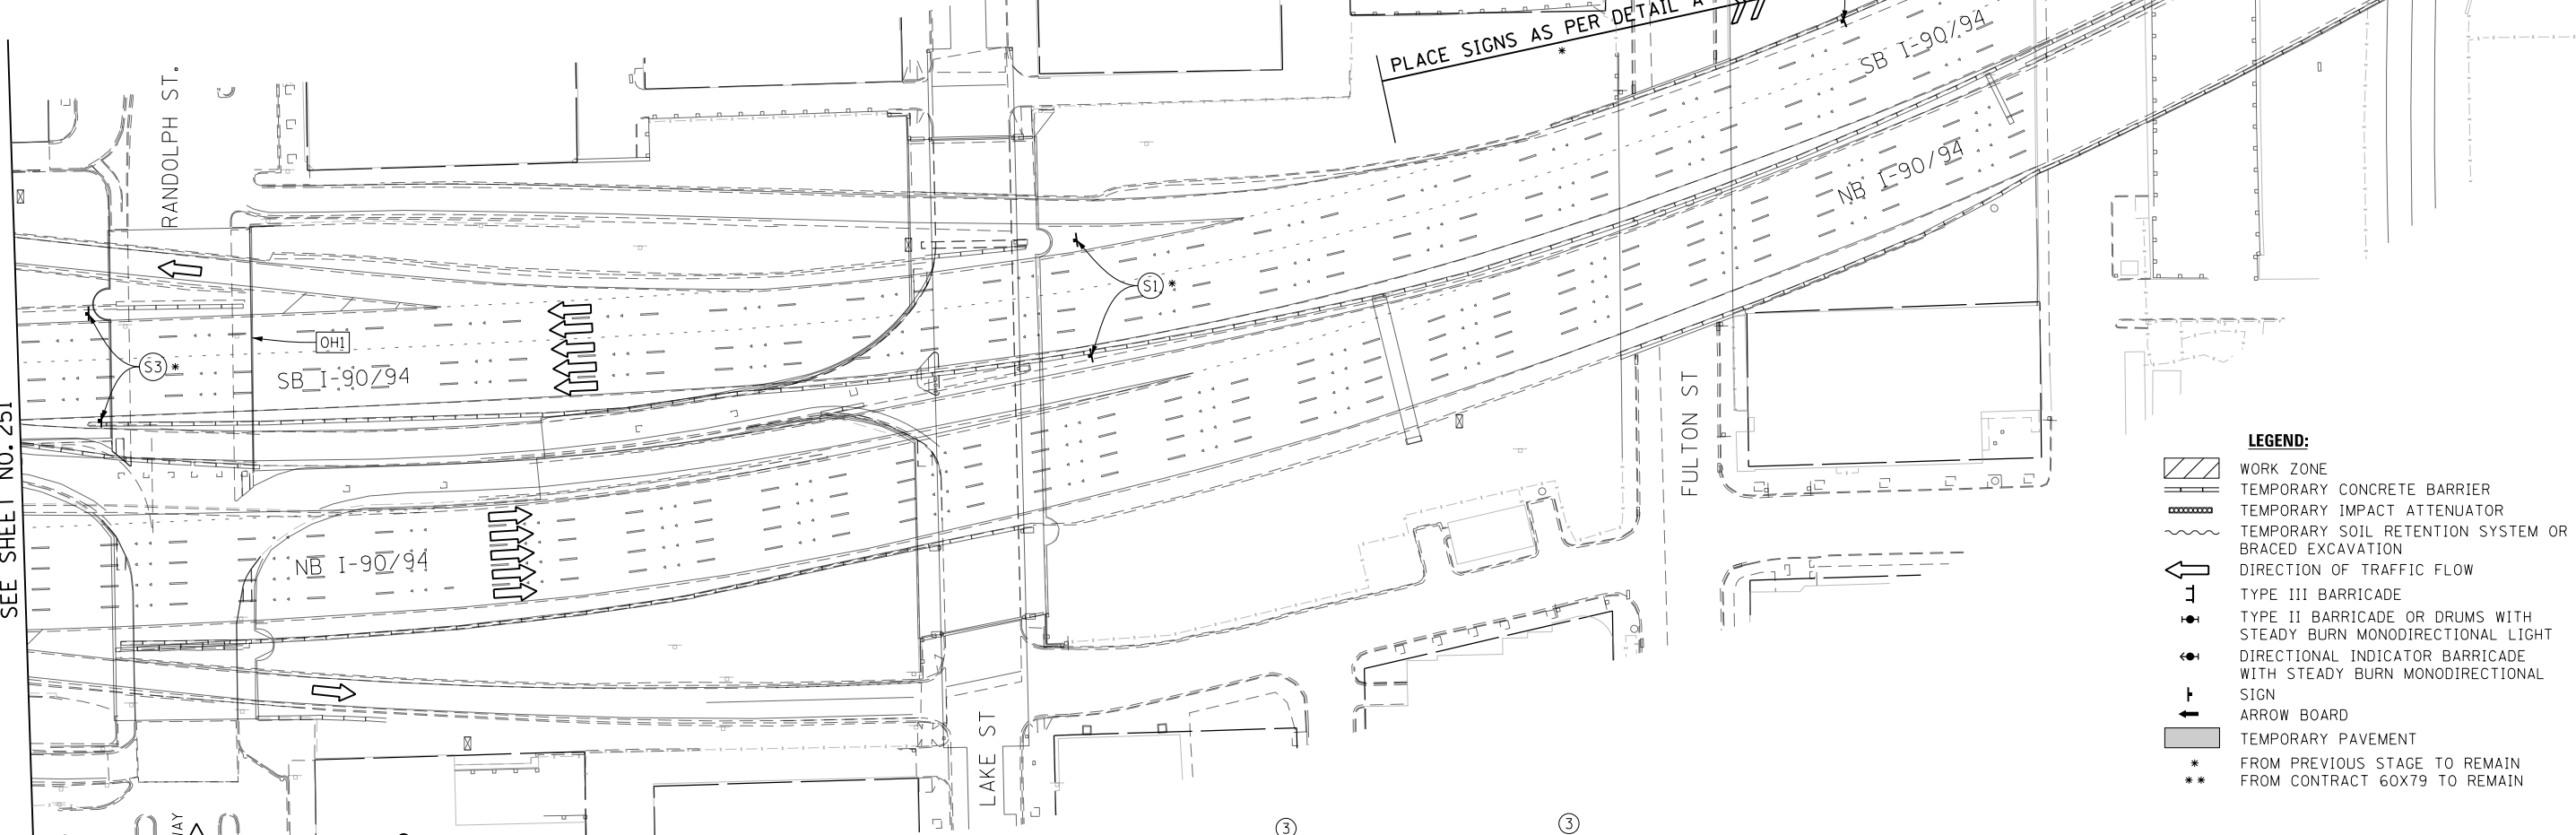 PLACE SIGNS AS PER DETAIL A
*
SB I-90/94
RANDOLPH ST.
NB I-90/94
S1 *
OH1
S3 *
SB I-90/94
SEE SHEET NO. 251
FULTON ST
NB I-90/94
LAKE ST
WAY
3
3
LEGEND:
WORK ZONE
TEMPORARY CONCRETE BARRIER
TEMPORARY IMPACT ATTENUATOR
TEMPORARY SOIL RETENTION SYSTEM OR
BRACED EXCAVATION
DIRECTION OF TRAFFIC FLOW
TYPE III BARRICADE
TYPE II BARRICADE OR DRUMS WITH
STEADY BURN MONODIRECTIONAL LIGHT
DIRECTIONAL INDICATOR BARRICADE
WITH STEADY BURN MONODIRECTIONAL
SIGN
ARROW BOARD
TEMPORARY PAVEMENT
* FROM PREVIOUS STAGE TO REMAIN
** FROM CONTRACT 60X79 TO REMAIN